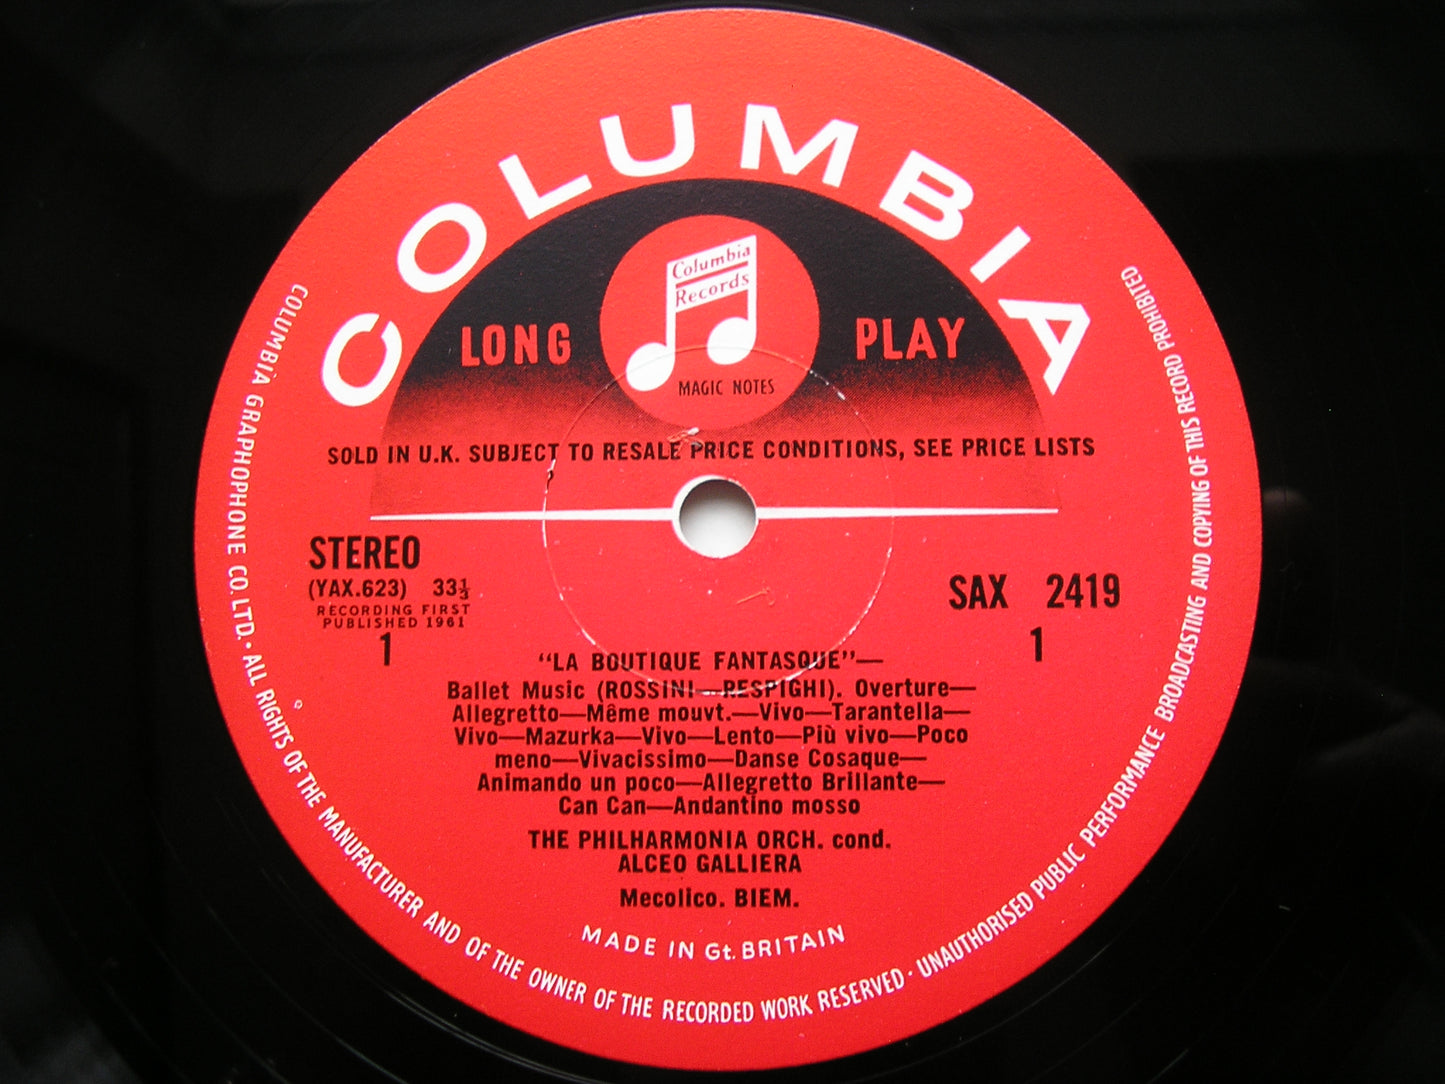 COLUMBIA
Columbia
Records
LONG PLAY
MAGIC NOTES
SOLD IN U.K. SUBJECT TO RESALE PRICE CONDITIONS, SEE PRICE LISTS
STEREO
(YAX.623) 33⅓
RECORDING FIRST
PUBLISHED 1961
1
SAX 2419
1
"LA BOUTIQUE FANTASQUE"—
Ballet Music (ROSSINI—RESPIGHI). Overture—
Allegretto—Même mouvt.—Vivo—Tarantella—
Vivo—Mazurka—Vivo—Lento—Più vivo—Poco
meno—Vivacissimo—Danse Cosaque—
Animando un poco—Allegretto Brillante—
Can Can—Andantino mosso
THE PHILHARMONIA ORCH. cond.
ALCEO GALLIERA
Mecolico. BIEM.
MADE IN Gt. BRITAIN
COLUMBIA GRAPHOPHONE CO. LTD. · ALL RIGHTS OF THE MANUFACTURER AND OF THE OWNER OF THE RECORDED WORK RESERVED · UNAUTHORISED PUBLIC PERFORMANCE BROADCASTING AND COPYING OF THIS RECORD PROHIBITED